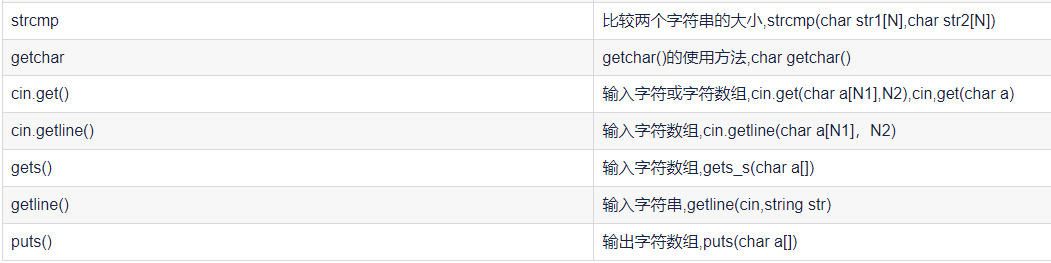 strcmp 比较两个字符串的大小,strcmp(char str1[N],char str2[N])
getchar getchar()的使用方法,char getchar()
cin.get() 输入字符或字符数组,cin.get(char a[N1],N2),cin,get(char a)
cin.getline() 输入字符数组,cin.getline(char a[N1]，N2)
gets() 输入字符数组,gets_s(char a[])
getline() 输入字符串,getline(cin,string str)
puts() 输出字符数组,puts(char a[])